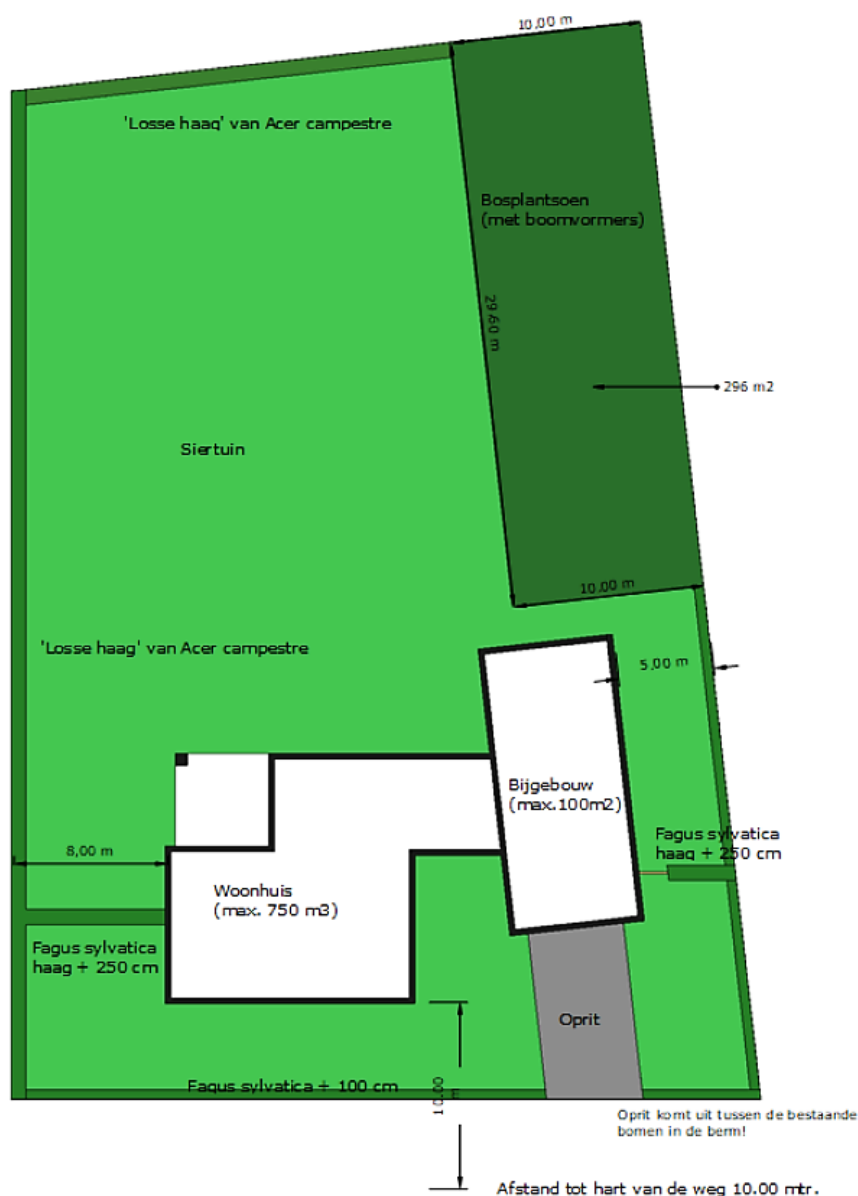 10,00 m
'Losse haag' van Acer campestre
Bosplantsoen
(met boomvormers)
29,60 m
296 m2
Siertuin
10,00 m
'Losse haag' van Acer campestre
5,00 m
Bijgebouw
(max.100m2)
Fagus sylvatica
haag + 250 cm
8,00 m
Woonhuis
(max. 750 m3)
Fagus sylvatica
haag + 250 cm
Oprit
Fagus sylvatica + 100 cm
10.00
m
Oprit komt uit tussen de bestaande
bomen in de berm!
Afstand tot hart van de weg 10.00 mtr.